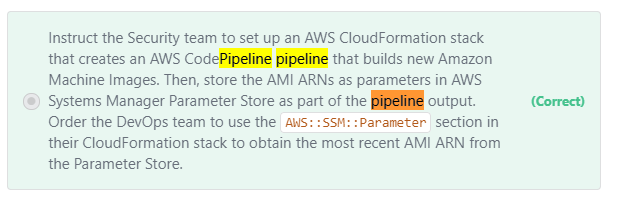 Instruct the Security team to set up an AWS CloudFormation stack
that creates an AWS CodePipeline pipeline that builds new Amazon
Machine Images. Then, store the AMI ARNs as parameters in AWS
Systems Manager Parameter Store as part of the pipeline output.
(Correct)
Order the DevOps team to use the AWS::SSM::Parameter section in
their CloudFormation stack to obtain the most recent AMI ARN from
the Parameter Store.